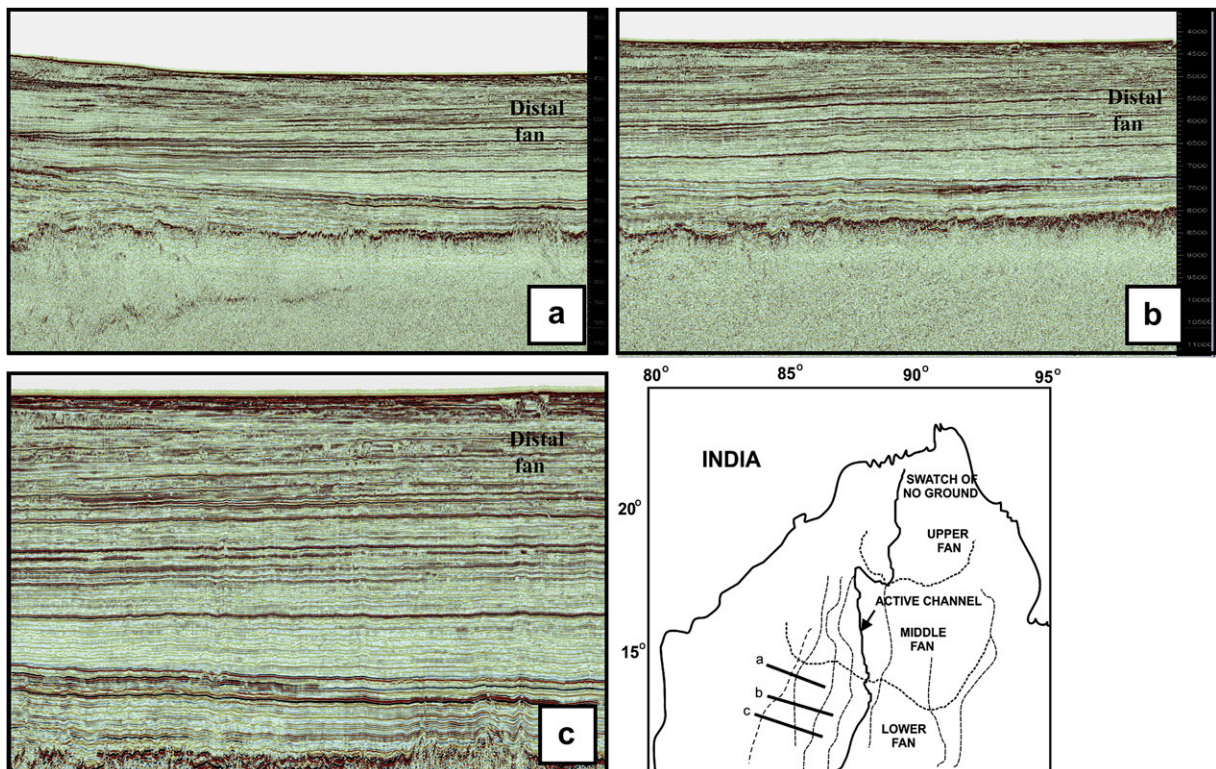 Distal
fan
a
4000
4500
5000
5500
6000
6500
7000
7500
8000
8500
9000
9500
10000
10500
11000
Distal
fan
b
Distal
fan
c
80° 85° 90° 95°
INDIA
SWATCH OF
NO GROUND
20°
UPPER
FAN
ACTIVE CHANNEL
MIDDLE
FAN
15°
a
b
c
LOWER
FAN